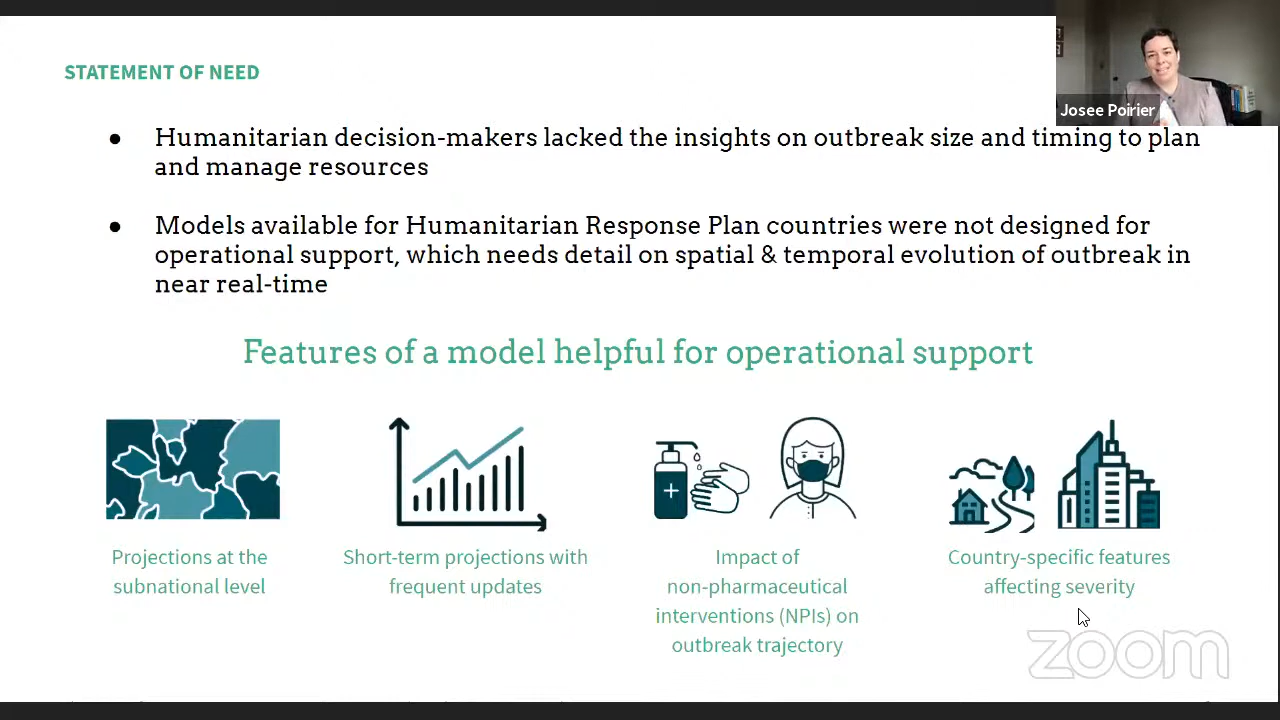 STATEMENT OF NEED
Josee Poirier
● Humanitarian decision-makers lacked the insights on outbreak size and timing to plan
and manage resources
● Models available for Humanitarian Response Plan countries were not designed for
operational support, which needs detail on spatial & temporal evolution of outbreak in
near real-time
Features of a model helpful for operational support
Projections at the
subnational level
Short-term projections with
frequent updates
Impact of
non-pharmaceutical
interventions (NPIs) on
outbreak trajectory
Country-specific features
affecting severity
zoom